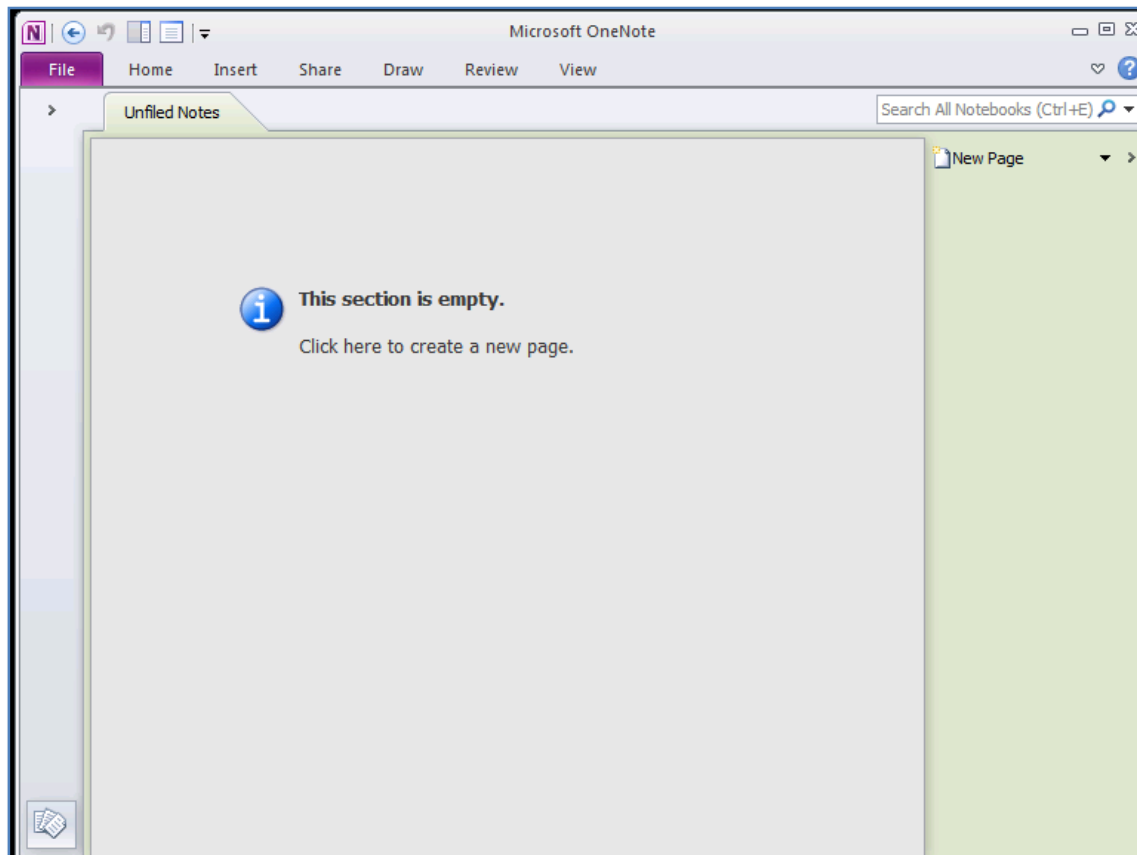 Microsoft OneNote
File Home Insert Share Draw Review View
Unfiled Notes
Search All Notebooks (Ctrl+E)
New Page
This section is empty.
Click here to create a new page.